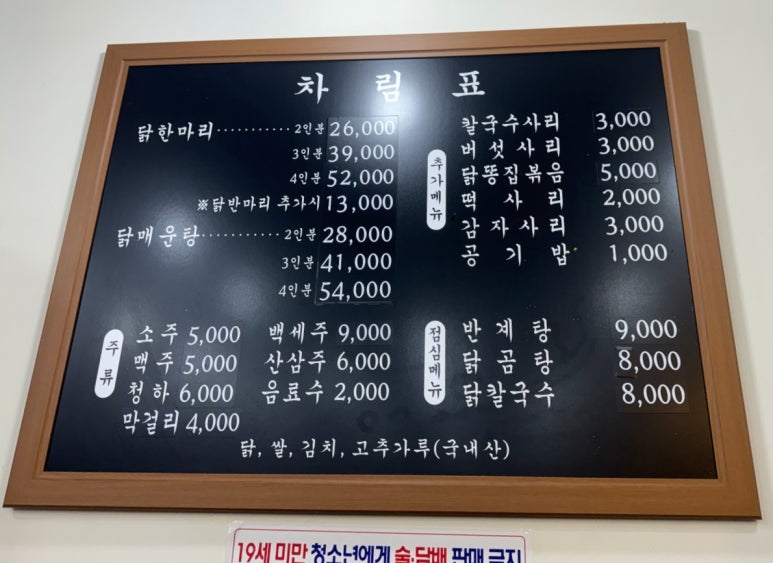 차림표
닭한마리 ··········· 2인분 26,000
3인분 39,000
4인분 52,000
※닭반마리 추가시 13,000
닭매운탕 ··········· 2인분 28,000
3인분 41,000
4인분 54,000
추가메뉴
칼국수사리 3,000
버섯사리 3,000
닭똥집볶음 5,000
떡사리 2,000
감자사리 3,000
공기밥 1,000
주류
소주 5,000
맥주 5,000
청하 6,000
막걸리 4,000
백세주 9,000
산삼주 6,000
음료수 2,000
점심메뉴
반계탕 9,000
닭곰탕 8,000
닭칼국수 8,000
닭, 쌀, 김치, 고추가루(국내산)
19세 미만 청소년에게 술·담배 판매 금지